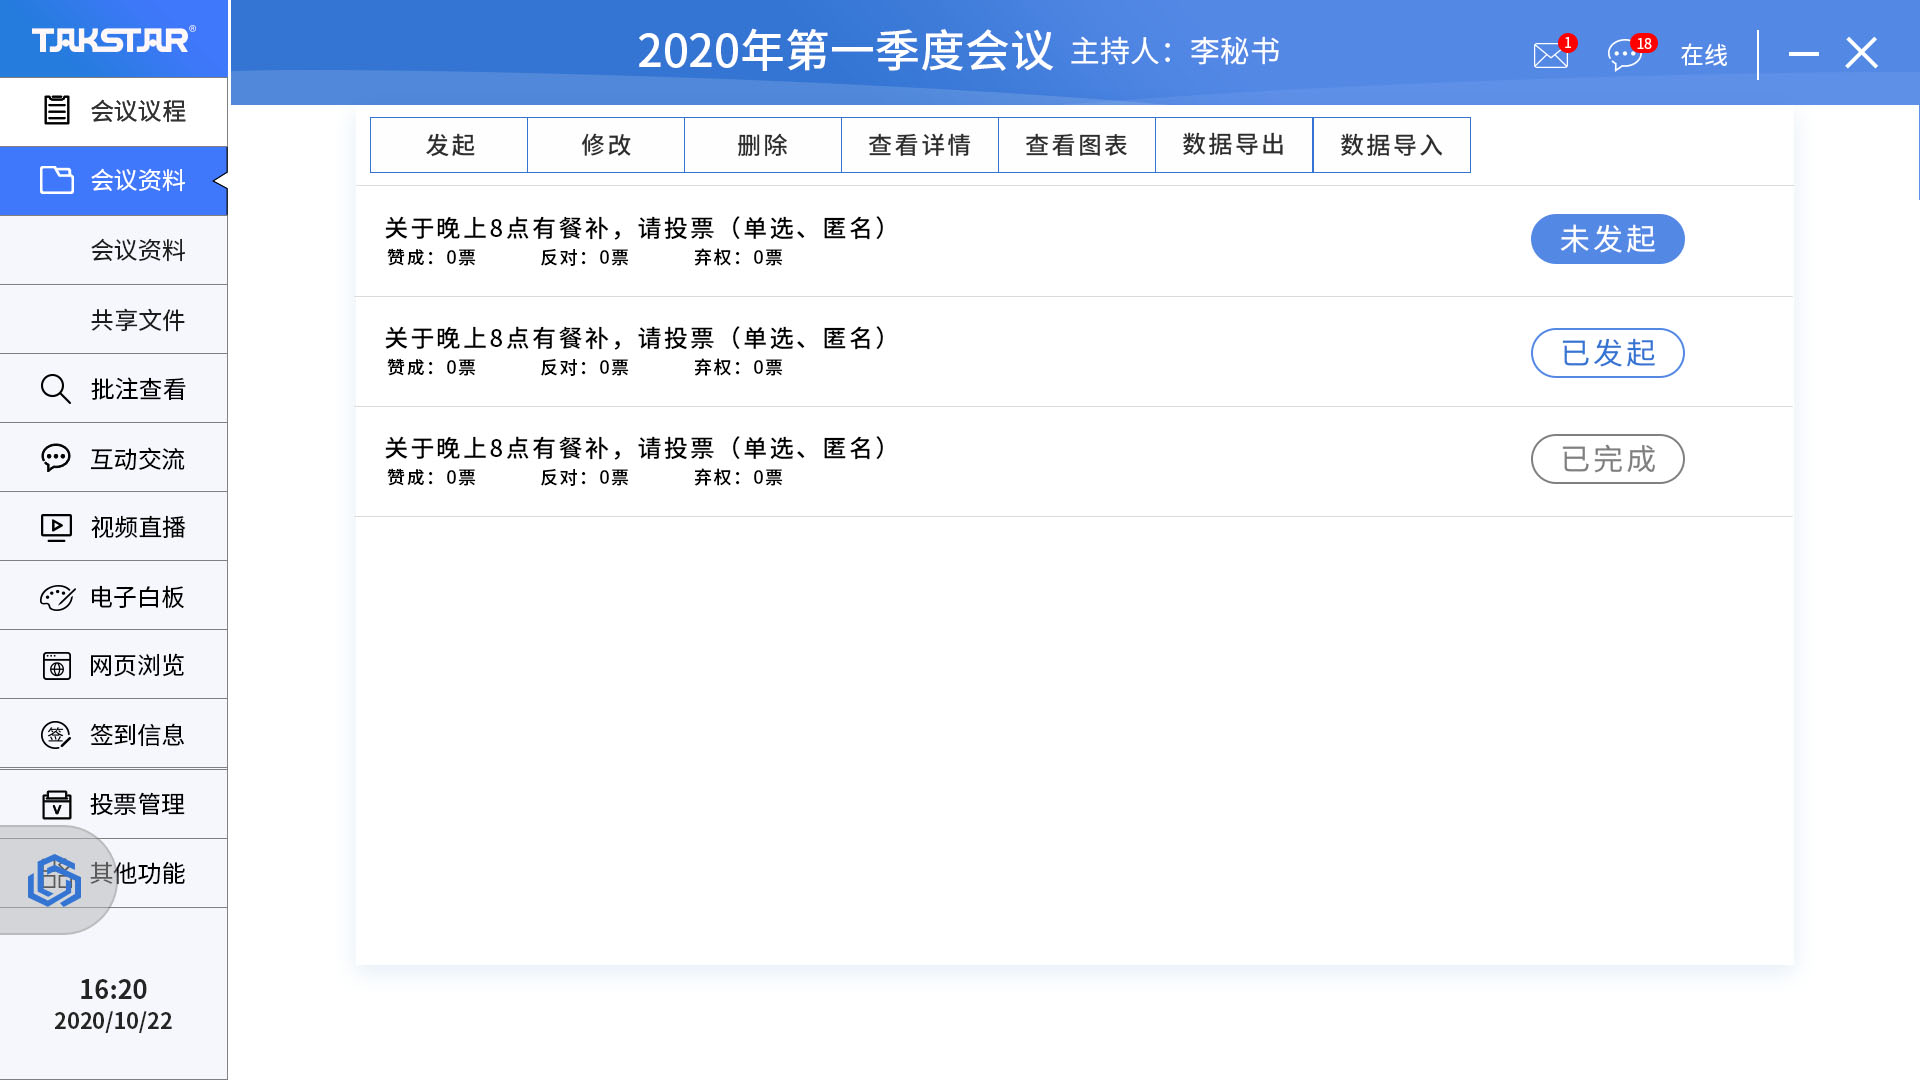 TAKSTAR®
2020年第一季度会议 主持人：李秘书
1
18
在线
会议议程
会议资料
会议资料
共享文件
批注查看
互动交流
视频直播
电子白板
网页浏览
签
签到信息
V
投票管理
其他功能
16:20
2020/10/22
发起 修改 删除 查看详情 查看图表 数据导出 数据导入
关于晚上8点有餐补，请投票（单选、匿名）
赞成：0票 反对：0票 弃权：0票
未发起
关于晚上8点有餐补，请投票（单选、匿名）
赞成：0票 反对：0票 弃权：0票
已发起
关于晚上8点有餐补，请投票（单选、匿名）
赞成：0票 反对：0票 弃权：0票
已完成